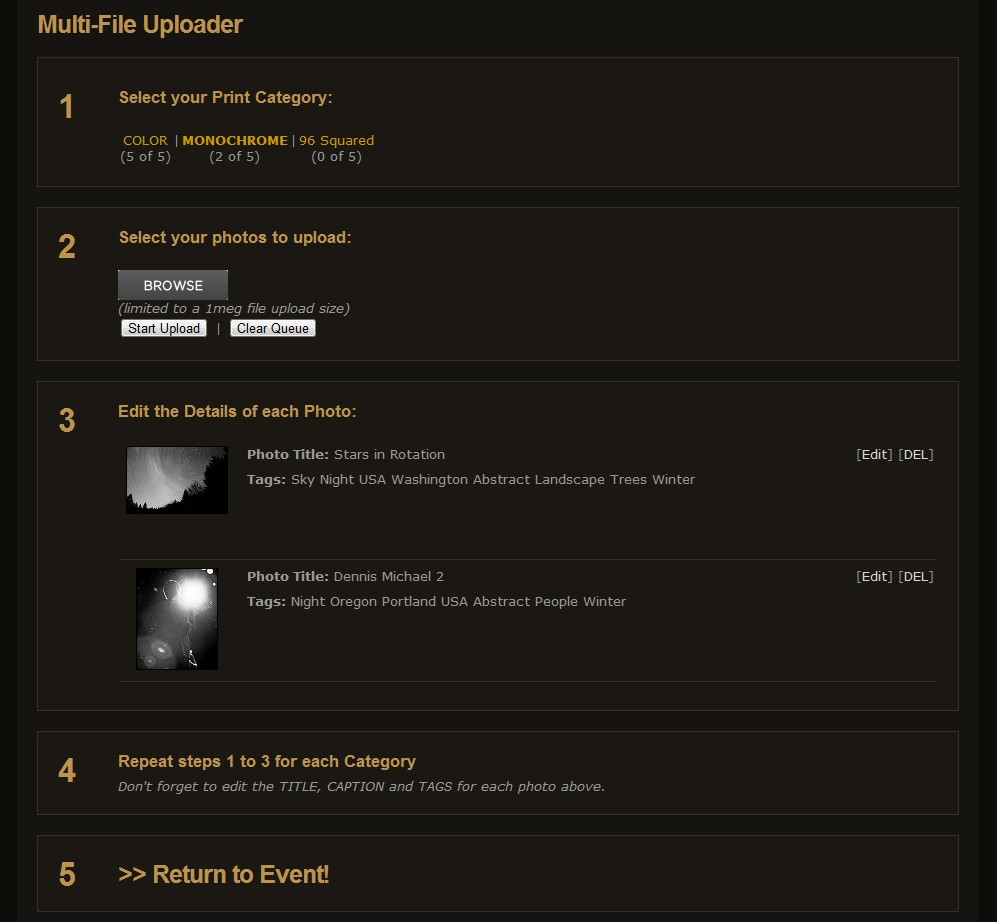 Multi-File Uploader
1
Select your Print Category:
COLOR | MONOCHROME | 96 Squared
(5 of 5) (2 of 5) (0 of 5)
2
Select your photos to upload:
BROWSE
(limited to a 1meg file upload size)
Start Upload | Clear Queue
3
Edit the Details of each Photo:
Photo Title: Stars in Rotation [Edit] [DEL]
Tags: Sky Night USA Washington Abstract Landscape Trees Winter
Photo Title: Dennis Michael 2 [Edit] [DEL]
Tags: Night Oregon Portland USA Abstract People Winter
4
Repeat steps 1 to 3 for each Category
Don't forget to edit the TITLE, CAPTION and TAGS for each photo above.
5
>> Return to Event!